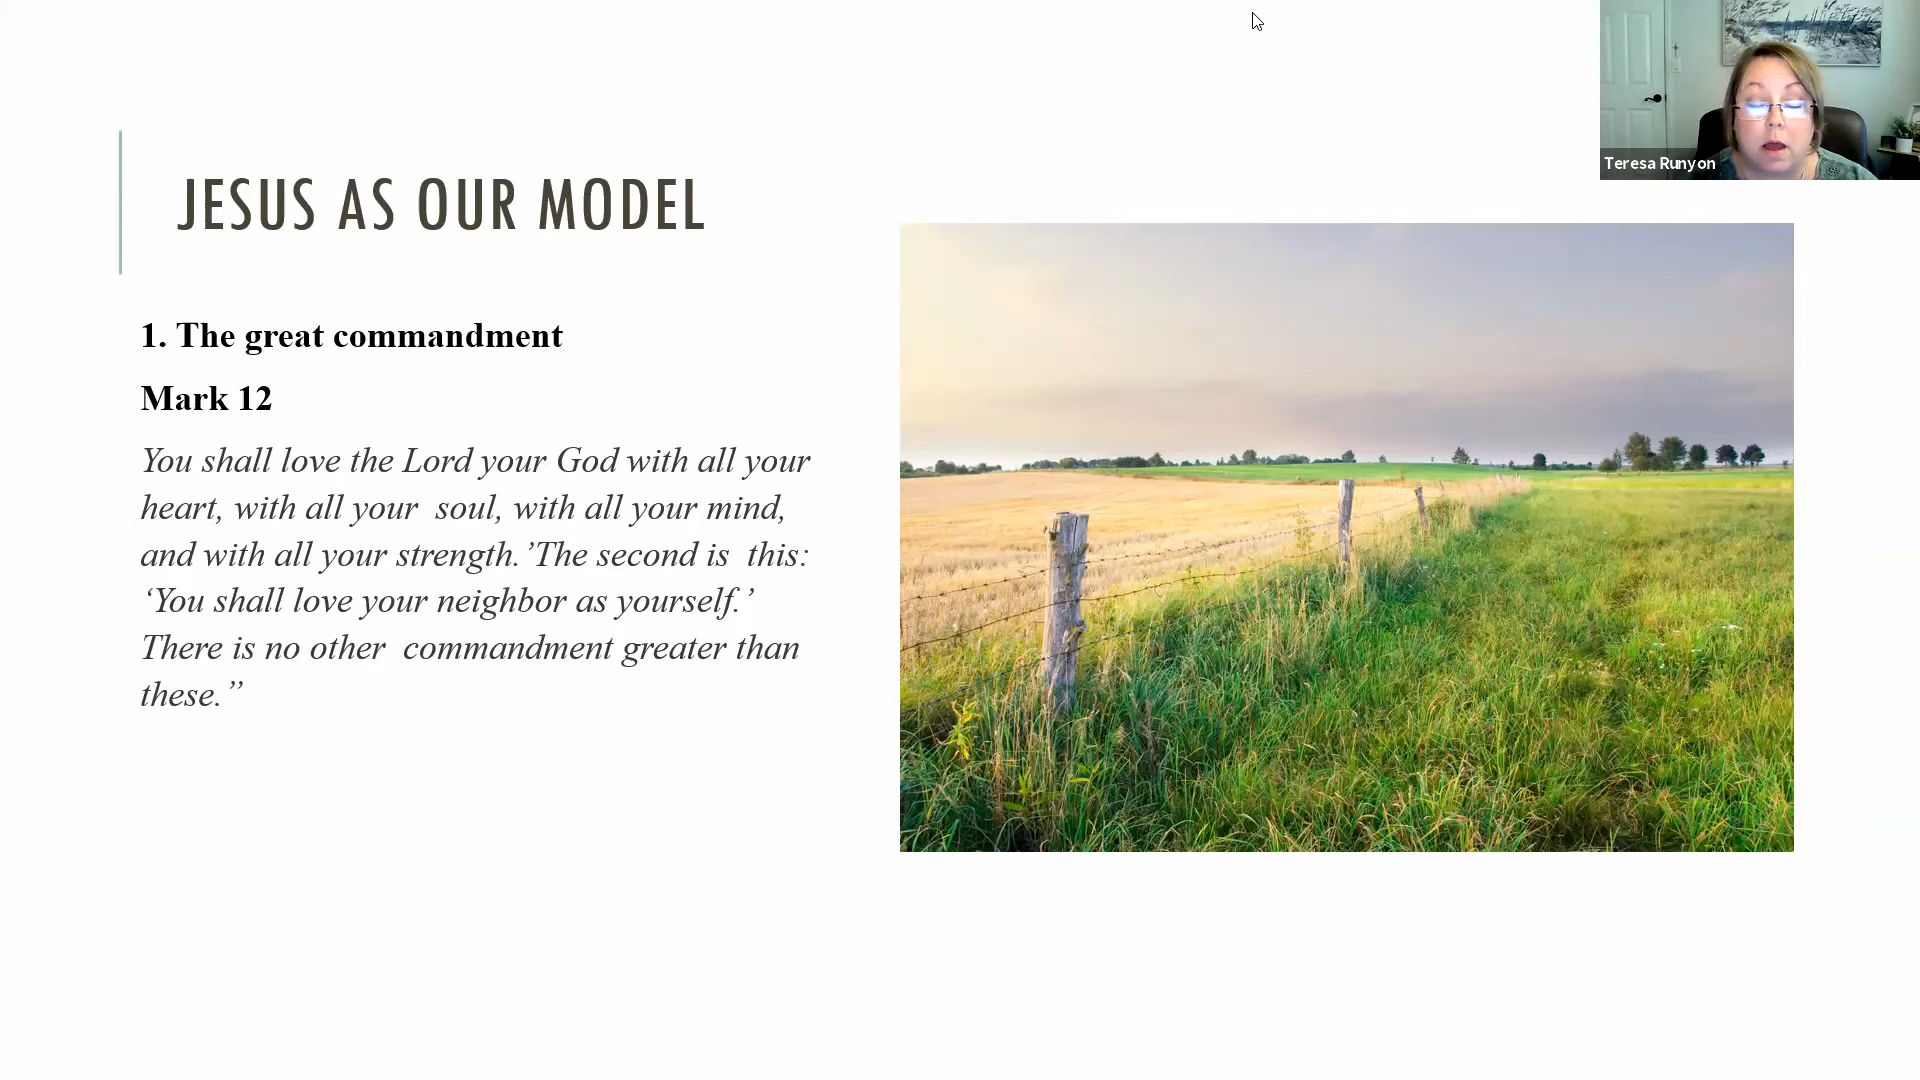 Teresa Runyon
JESUS AS OUR MODEL
1. The great commandment
Mark 12
You shall love the Lord your God with all your
heart, with all your  soul, with all your mind,
and with all your strength.’The second is  this:
‘You shall love your neighbor as yourself.’
There is no other  commandment greater than
these.”